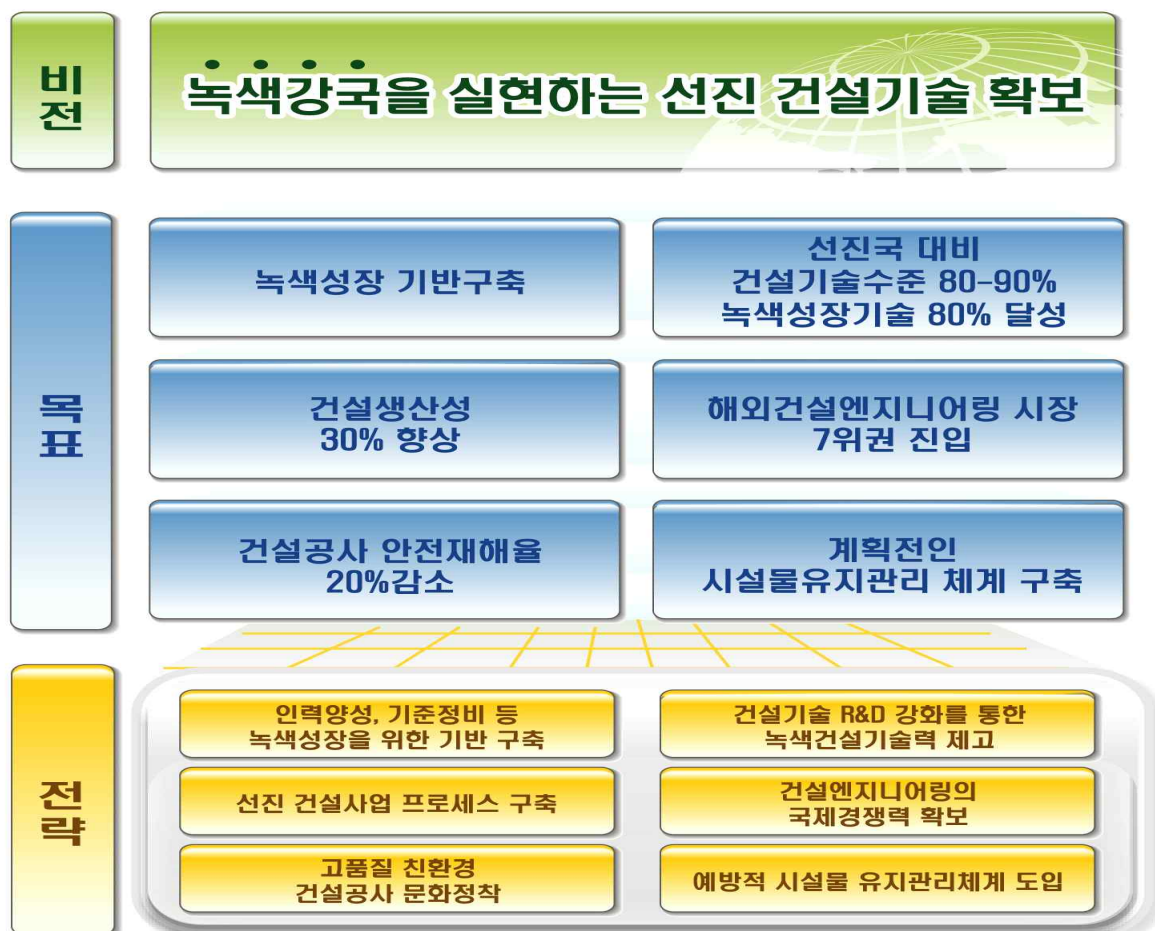 비전
녹색강국을 실현하는 선진 건설기술 확보
목표
녹색성장 기반구축
선진국 대비
건설기술수준 80-90%
녹색성장기술 80% 달성
건설생산성
30% 향상
해외건설엔지니어링 시장
7위권 진입
건설공사 안전재해율
20%감소
계획전인
시설물유지관리 체계 구축
전략
인력양성, 기준정비 등
녹색성장을 위한 기반 구축
건설기술 R&D 강화를 통한
녹색건설기술력 제고
선진 건설사업 프로세스 구축
건설엔지니어링의
국제경쟁력 확보
고품질 친환경
건설공사 문화정착
예방적 시설물 유지관리체계 도입